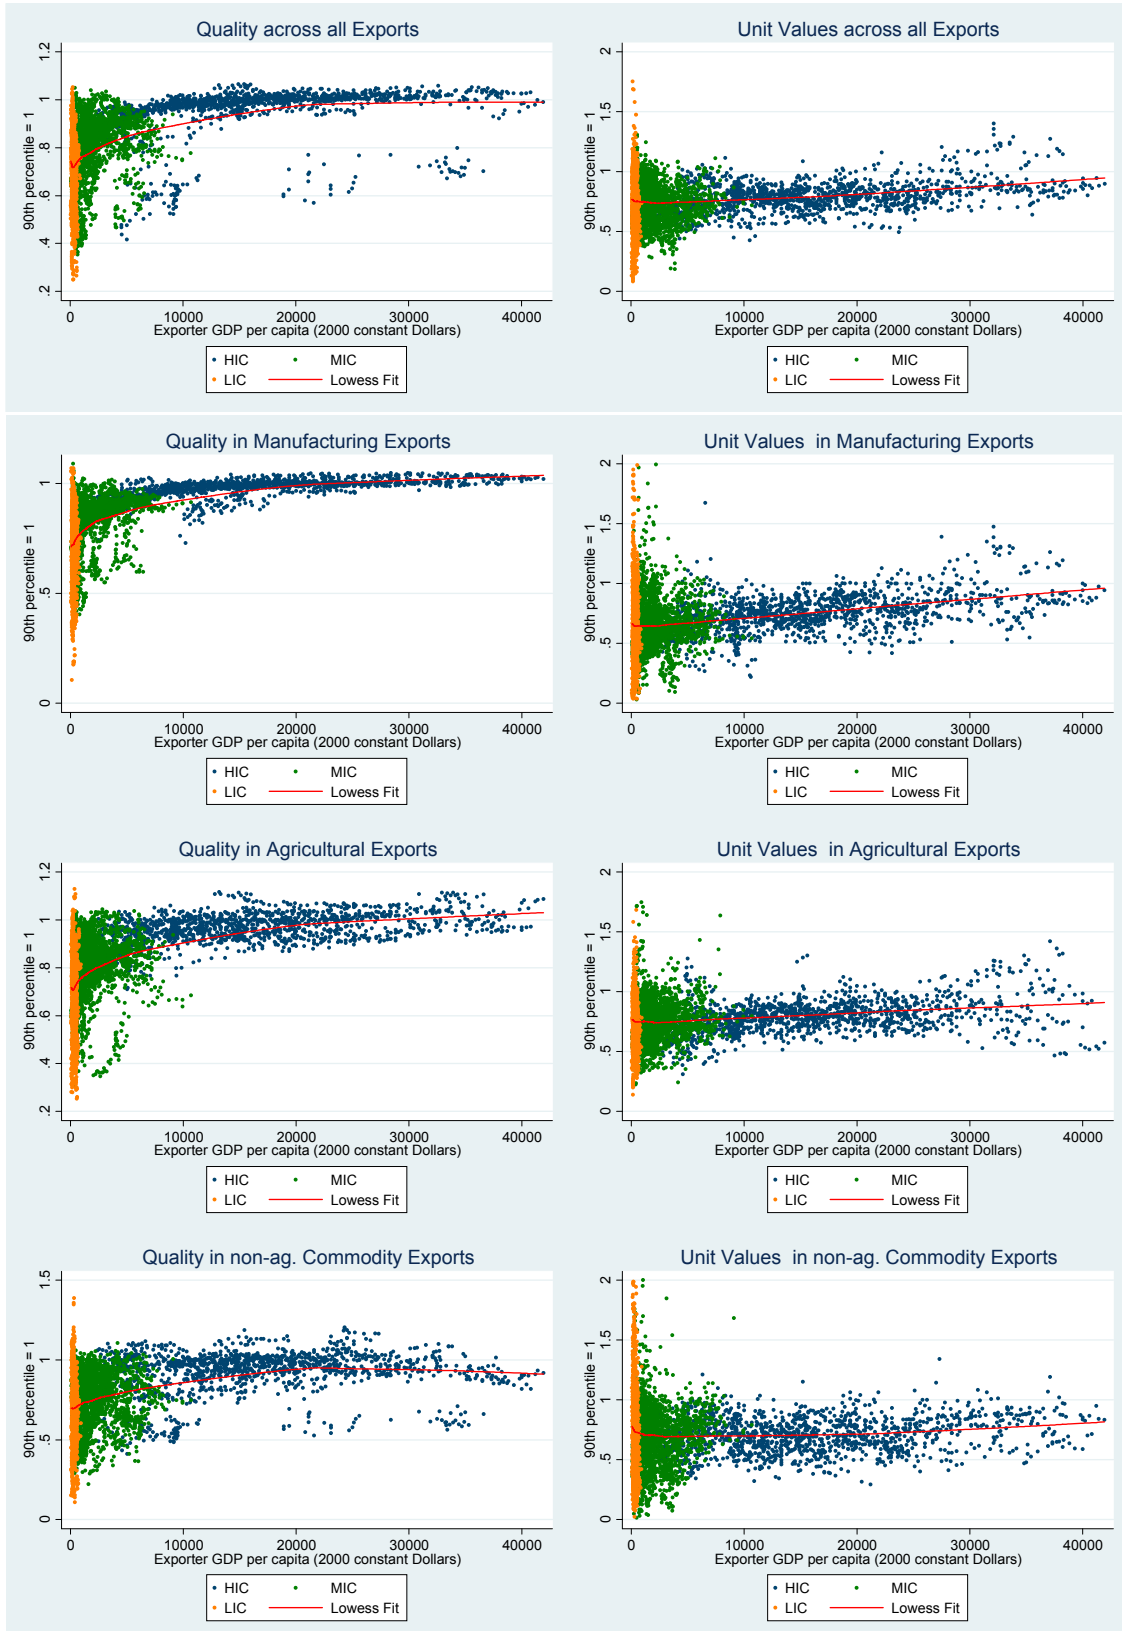 Quality across all Exports
90th percentile = 1
1.2
1
.8
.6
.4
.2
0 10000 20000 30000 40000
Exporter GDP per capita (2000 constant Dollars)
HIC MIC
LIC Lowess Fit
Unit Values across all Exports
90th percentile = 1
2
1.5
1
.5
0
0 10000 20000 30000 40000
Exporter GDP per capita (2000 constant Dollars)
HIC MIC
LIC Lowess Fit
Quality in Manufacturing Exports
90th percentile = 1
1
.5
0
0 10000 20000 30000 40000
Exporter GDP per capita (2000 constant Dollars)
HIC MIC
LIC Lowess Fit
Unit Values in Manufacturing Exports
90th percentile = 1
2
1.5
1
.5
0
0 10000 20000 30000 40000
Exporter GDP per capita (2000 constant Dollars)
HIC MIC
LIC Lowess Fit
Quality in Agricultural Exports
90th percentile = 1
1.2
1
.8
.6
.4
.2
0 10000 20000 30000 40000
Exporter GDP per capita (2000 constant Dollars)
HIC MIC
LIC Lowess Fit
Unit Values in Agricultural Exports
90th percentile = 1
2
1.5
1
.5
0
0 10000 20000 30000 40000
Exporter GDP per capita (2000 constant Dollars)
HIC MIC
LIC Lowess Fit
Quality in non-ag. Commodity Exports
90th percentile = 1
1.5
1
.5
0
0 10000 20000 30000 40000
Exporter GDP per capita (2000 constant Dollars)
HIC MIC
LIC Lowess Fit
Unit Values in non-ag. Commodity Exports
90th percentile = 1
2
1.5
1
.5
0
0 10000 20000 30000 40000
Exporter GDP per capita (2000 constant Dollars)
HIC MIC
LIC Lowess Fit